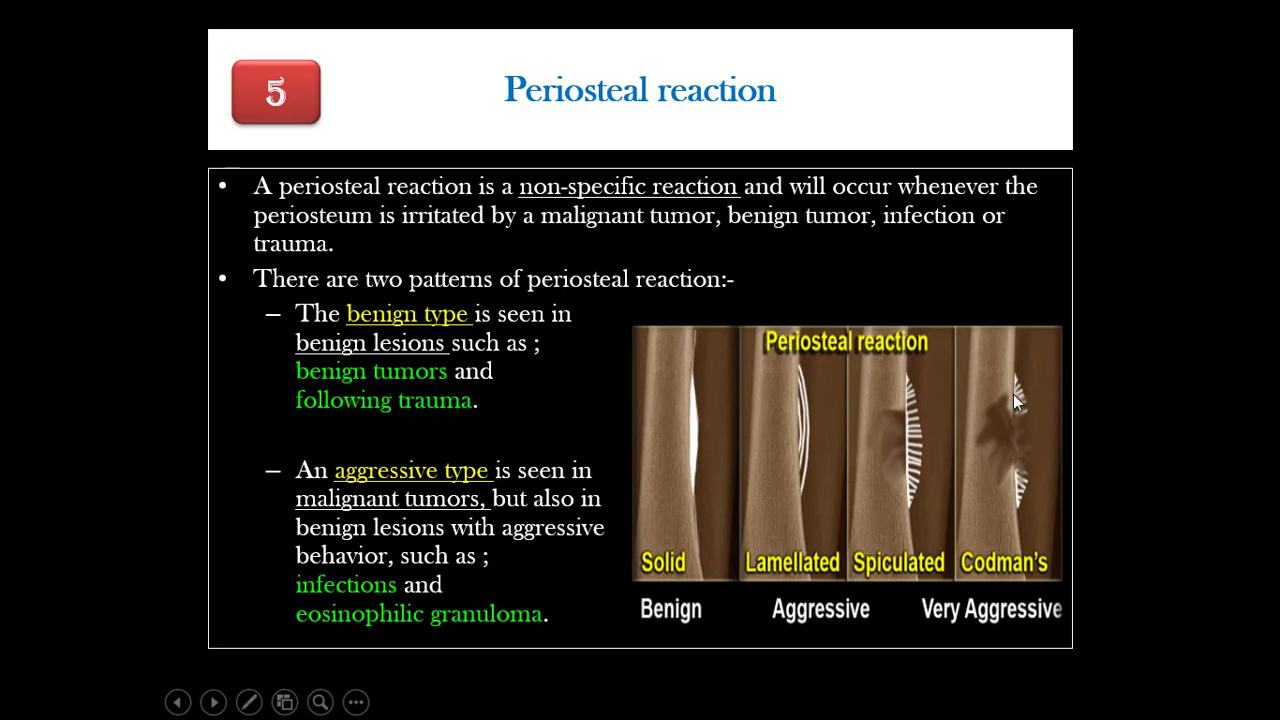 5
Periosteal reaction
• A periosteal reaction is a non-specific reaction and will occur whenever the
periosteum is irritated by a malignant tumor, benign tumor, infection or
trauma.
• There are two patterns of periosteal reaction:-
– The benign type is seen in
benign lesions such as ;
benign tumors and
following trauma.
– An aggressive type is seen in
malignant tumors, but also in
benign lesions with aggressive
behavior, such as ;
infections and
eosinophilic granuloma.
Periosteal reaction
Solid Lamellated Spiculated Codman's
Benign Aggressive Very Aggressive